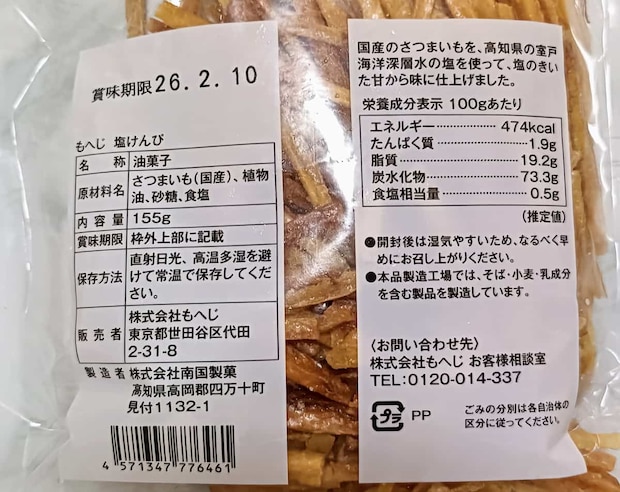 賞味期限 26.2.10
もへじ 塩けんぴ
名 称 油菓子
原材料名 さつまいも(国産)、植物
油、砂糖、食塩
内 容 量 155g
賞味期限 枠外上部に記載
保存方法 直射日光、高温多湿を避
けて常温で保存してくだ
さい。
販 売 者 株式会社もへじ
東京都世田谷区代田
2-31-8
製 造 者 株式会社南国製菓
高知県高岡郡四万十町
見付1132-1
4 571347 776461
国産のさつまいもを、高知県の室戸
海洋深層水の塩を使って、塩のきい
た甘から味に仕上げました。
栄養成分表示 100gあたり
エネルギー 474kcal
たんぱく質 1.9g
脂質 19.2g
炭水化物 73.3g
食塩相当量 0.5g
(推定値)
●開封後は湿気やすいため、なるべく早
めにお召し上がりください。
●本品製造工場では、そば・小麦・乳成分
を含む製品を製造しています。
〈お問い合わせ先〉
株式会社もへじ お客様相談室
TEL:0120-014-337
プラ PP
ごみの分別は各自治体の
区分に従ってください。